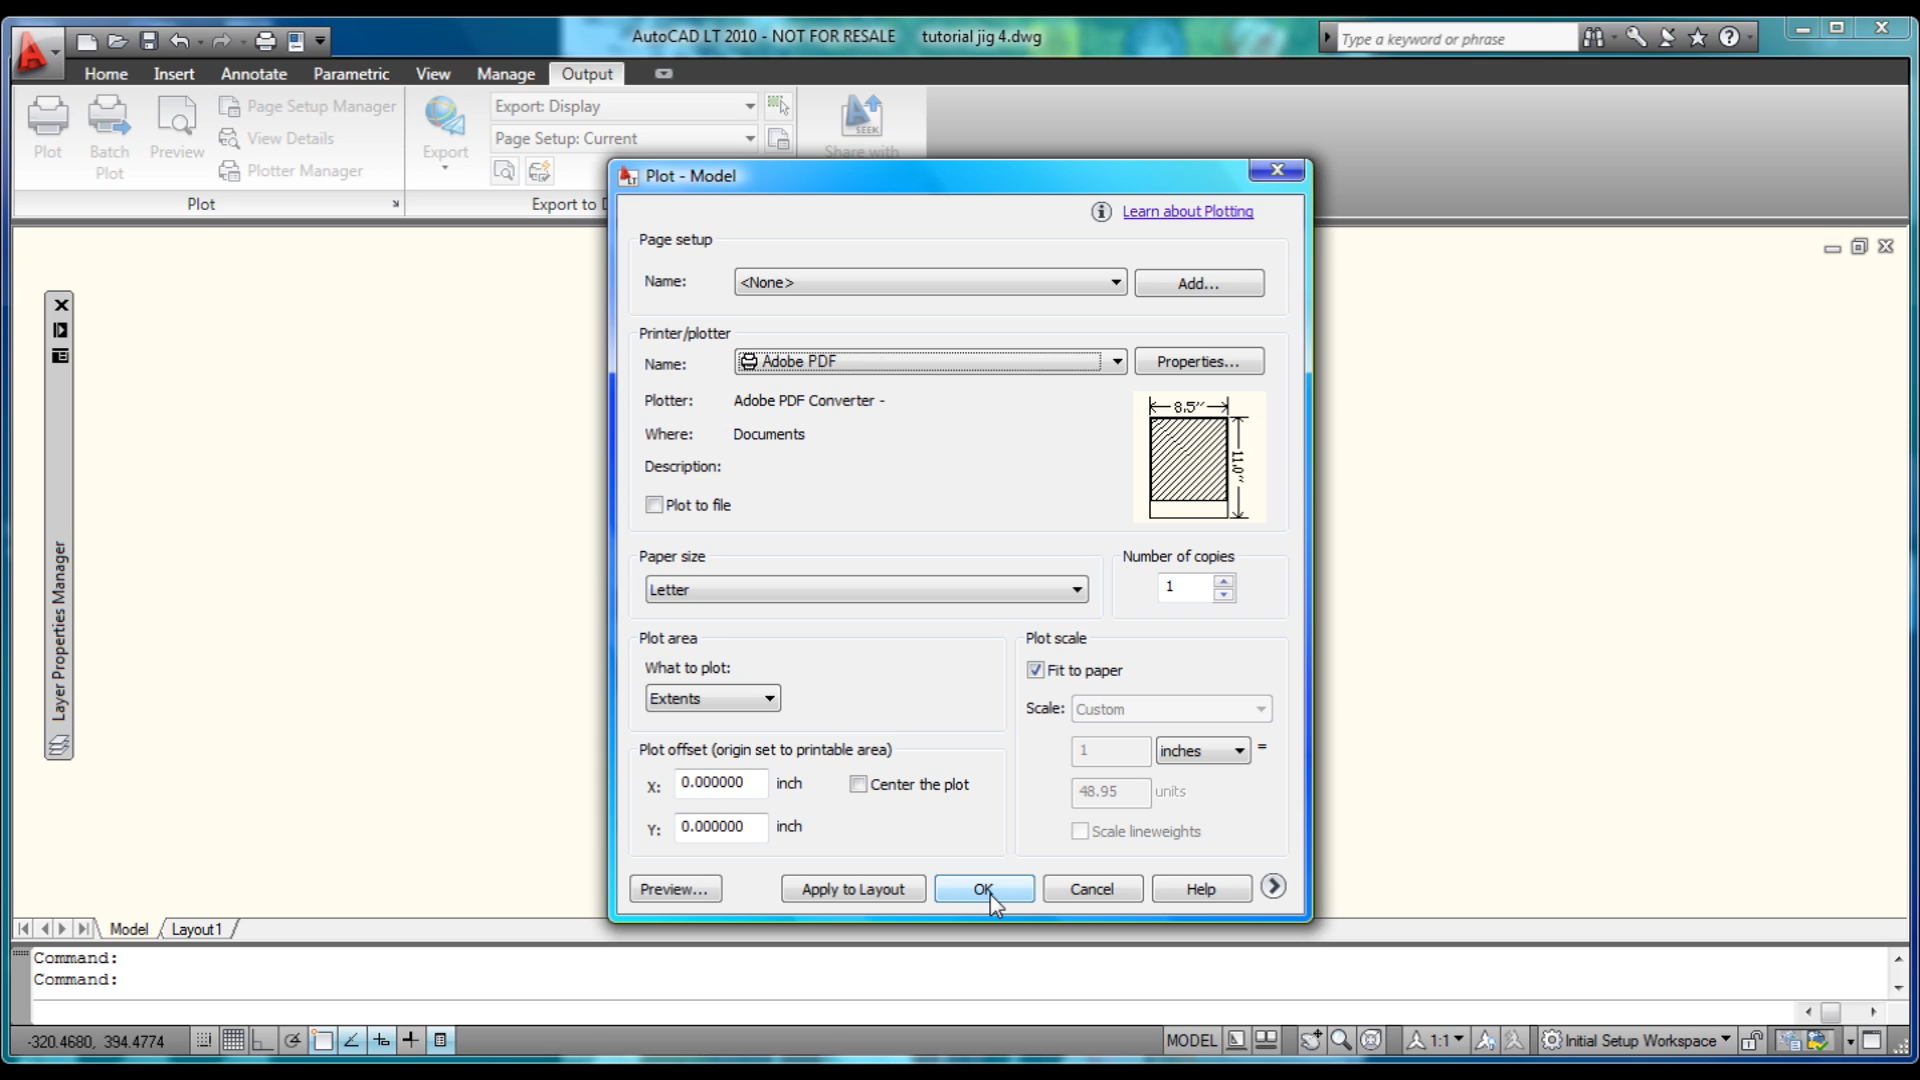 AutoCAD LT 2010 - NOT FOR RESALE tutorial jig 4.dwg
Type a keyword or phrase
Home Insert Annotate Parametric View Manage Output
Plot
Batch
Plot
Preview
Page Setup Manager
View Details
Plotter Manager
Export
Export: Display
Page Setup: Current
SEEK
Share with
Plot
Export to D
LT Plot - Model
Learn about Plotting
Page setup
Name: <None> Add...
Printer/plotter
Name: Adobe PDF Properties...
Plotter: Adobe PDF Converter -
Where: Documents
Description:
Plot to file
8.5''
11.0''
Paper size
Letter
Number of copies
1
Plot area
What to plot:
Extents
Plot scale
Fit to paper
Scale: Custom
1 inches =
48.95 units
Scale lineweights
Plot offset (origin set to printable area)
X: 0.000000 inch Center the plot
Y: 0.000000 inch
Preview... Apply to Layout OK Cancel Help
Layer Properties Manager
Model Layout1
Command:
Command:
-320.4680, 394.4774 MODEL 1:1 Initial Setup Workspace